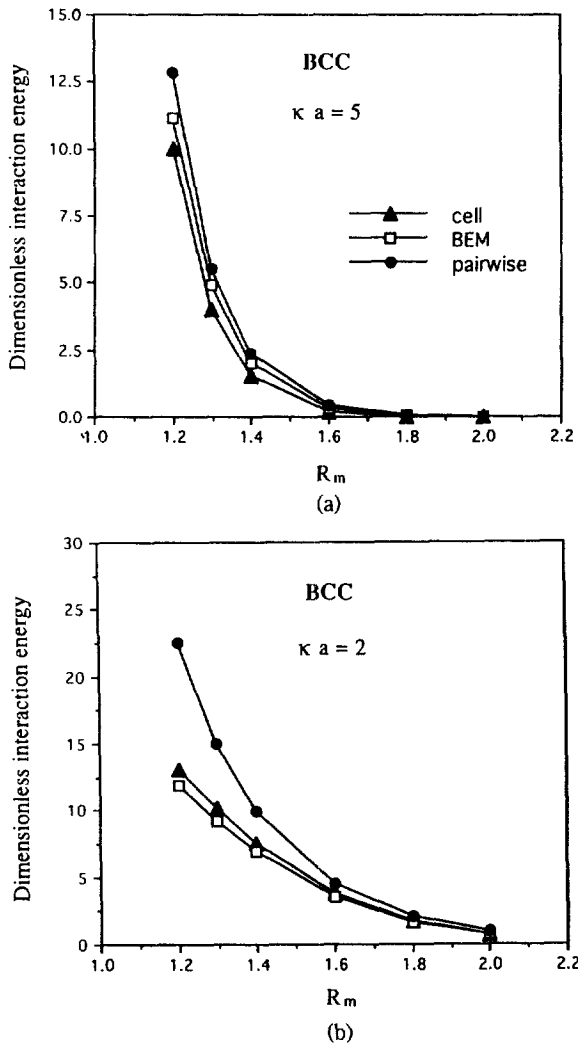 15.0
12.5
10.0
7.5
5.0
2.5
0.0
Dimensionless interaction energy
BCC
κ a = 5
cell
BEM
pairwise
1.0 1.2 1.4 1.6 1.8 2.0 2.2
Rm
(a)
30
25
20
15
10
5
0
Dimensionless interaction energy
BCC
κ a = 2
1.0 1.2 1.4 1.6 1.8 2.0 2.2
Rm
(b)